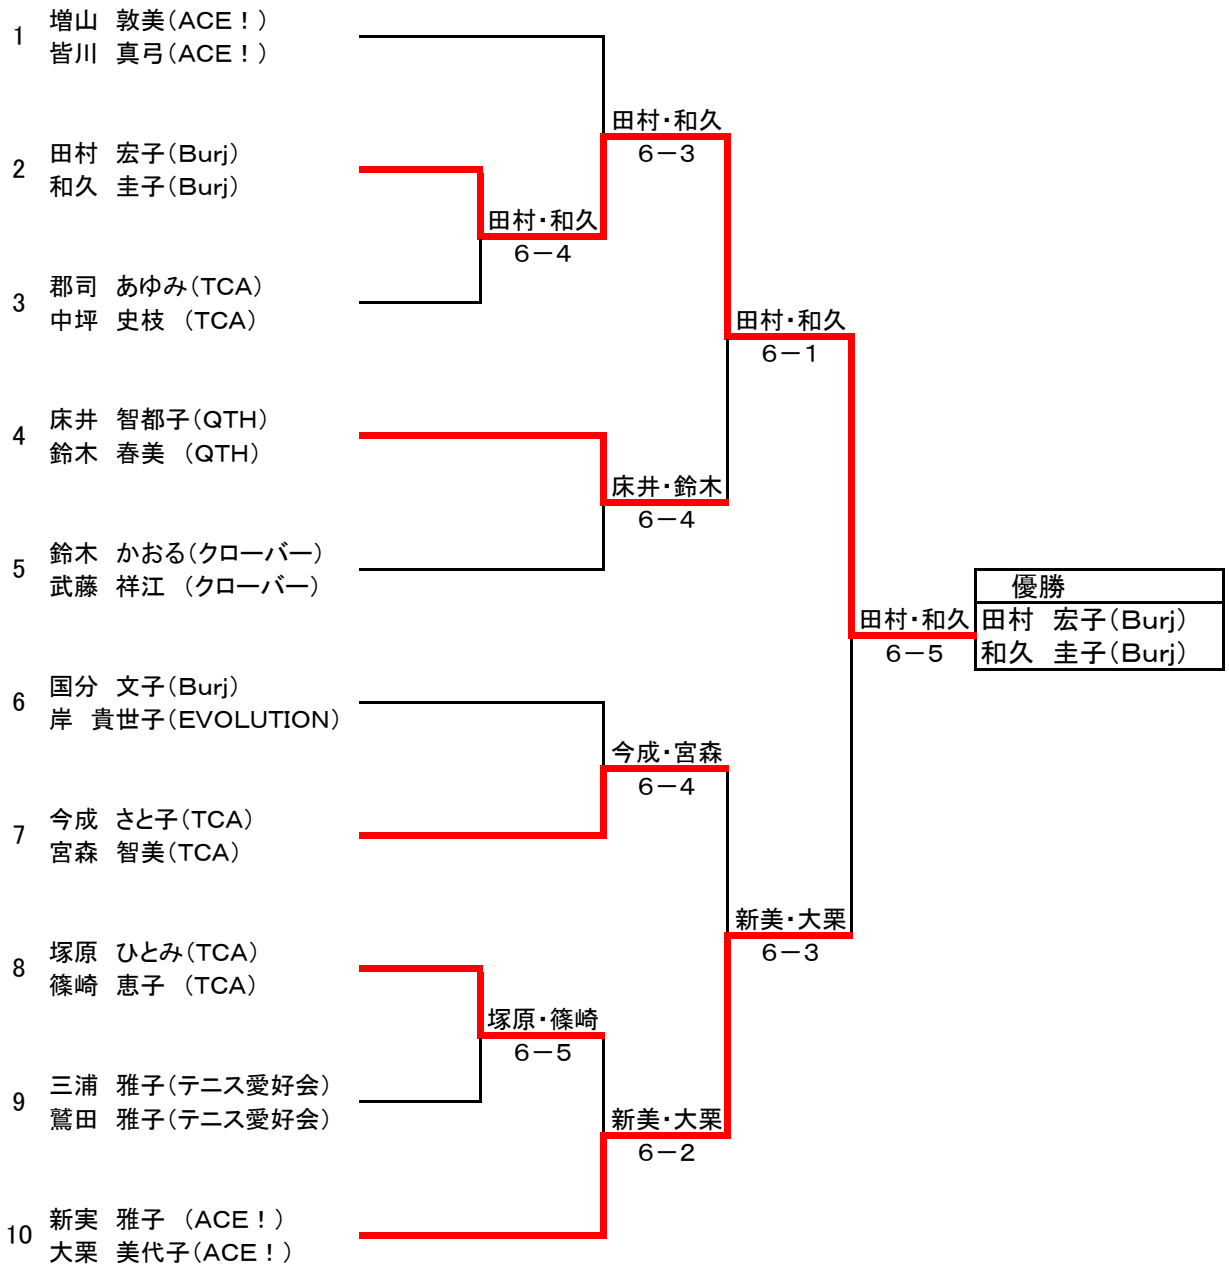 1
増山　敦美(ACE！)
皆川　真弓(ACE！)
田村・和久
6－3
2
田村　宏子(Burj)
和久　圭子(Burj)
田村・和久
6－4
3
郡司　あゆみ(TCA)
中坪　史枝　(TCA)
田村・和久
6－1
4
床井　智都子(QTH)
鈴木　春美　(QTH)
床井・鈴木
6－4
5
鈴木　かおる(クローバー)
武藤　祥江　(クローバー)
優勝
田村・和久
6－5
田村　宏子(Burj)
和久　圭子(Burj)
6
国分　文子(Burj)
岸　貴世子(EVOLUTION)
今成・宮森
6－4
7
今成　さと子(TCA)
宮森　智美(TCA)
新美・大栗
6－3
8
塚原　ひとみ(TCA)
篠崎　恵子　(TCA)
塚原・篠崎
6－5
9
三浦　雅子(テニス愛好会)
鷲田　雅子(テニス愛好会)
新美・大栗
6－2
10
新実　雅子　(ACE！)
大栗　美代子(ACE！)